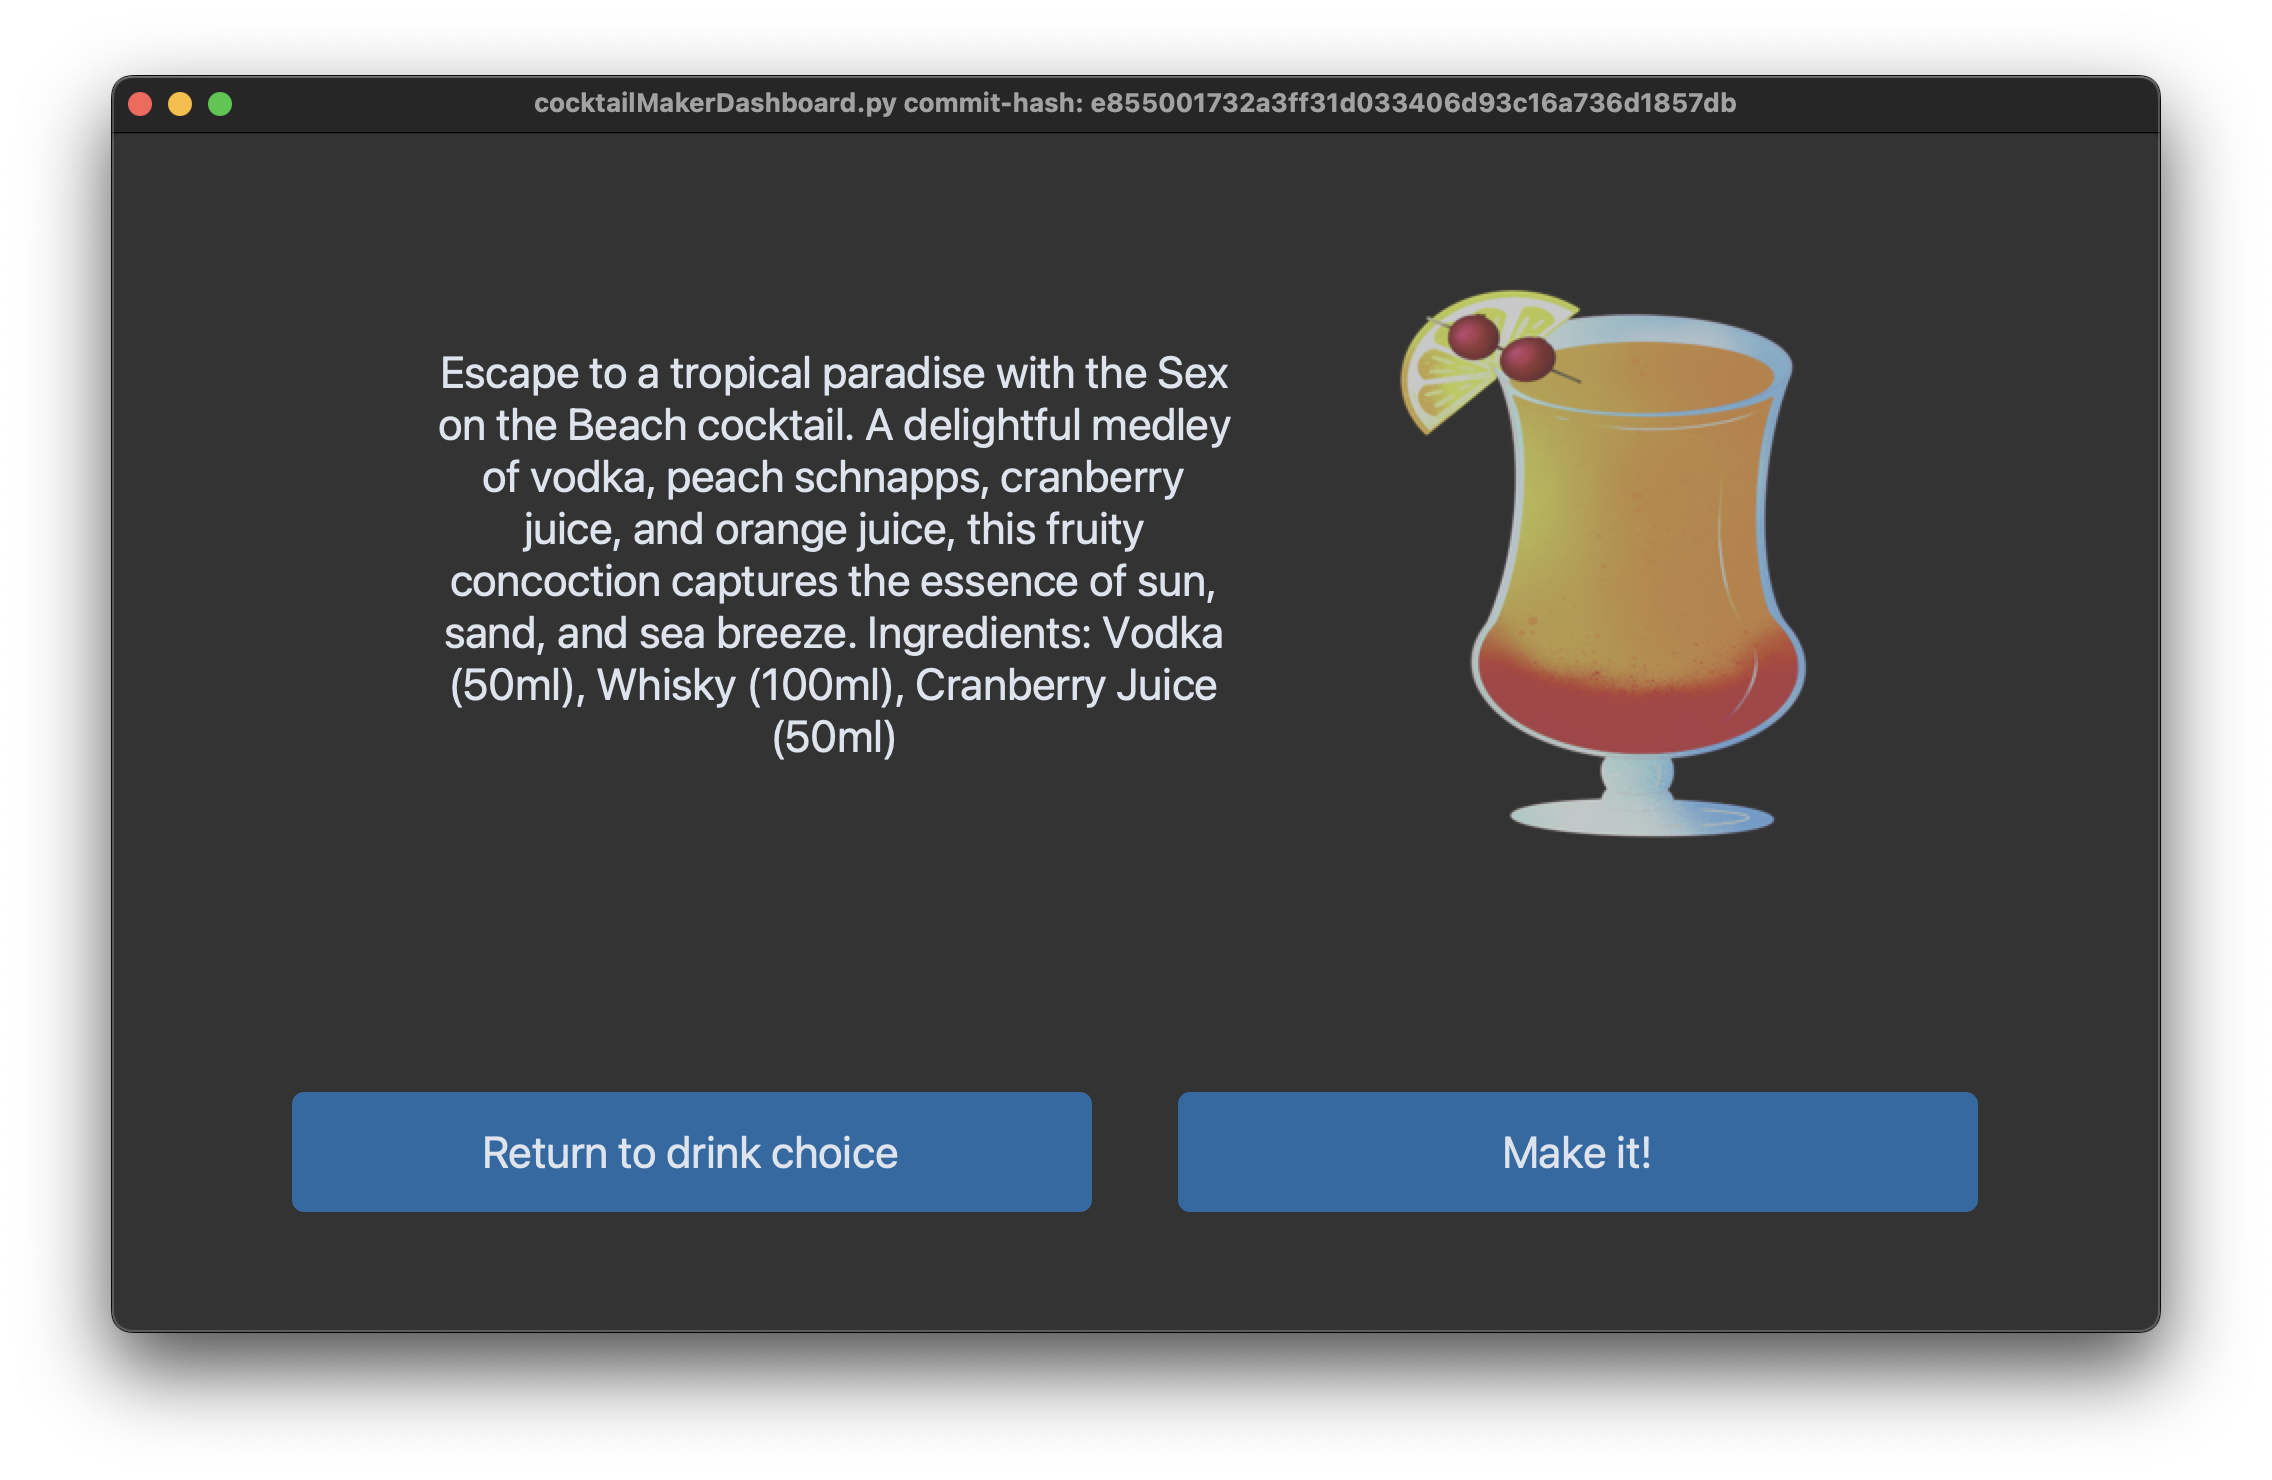 cocktailMakerDashboard.py commit-hash: e855001732a3ff31d033406d93c16a736d1857db
Escape to a tropical paradise with the Sex
on the Beach cocktail. A delightful medley
of vodka, peach schnapps, cranberry
juice, and orange juice, this fruity
concoction captures the essence of sun,
sand, and sea breeze. Ingredients: Vodka
(50ml), Whisky (100ml), Cranberry Juice
(50ml)
Return to drink choice
Make it!